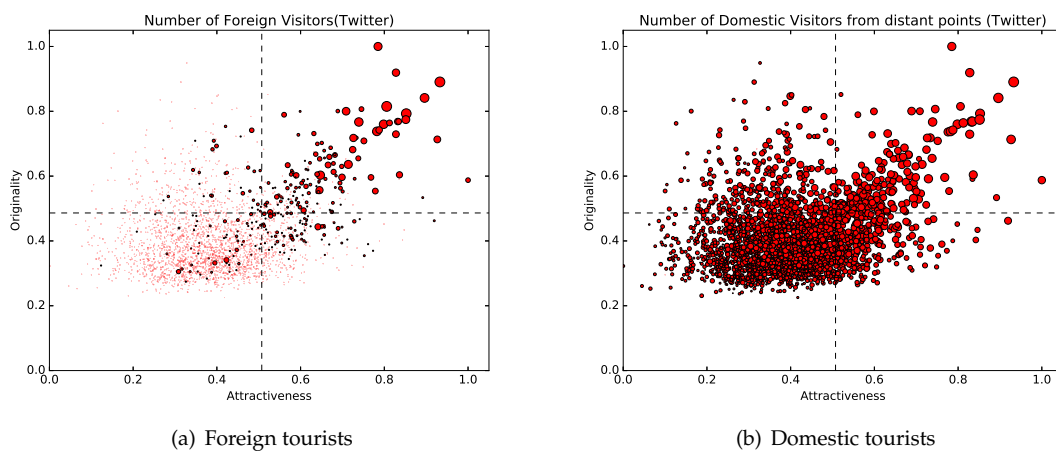 Number of Foreign Visitors(Twitter)
1.0
0.8
0.6
0.4
0.2
0.0
Originality
0.0 0.2 0.4 0.6 0.8 1.0
Attractiveness
(a) Foreign tourists
Number of Domestic Visitors from distant points (Twitter)
1.0
0.8
0.6
0.4
0.2
0.0
Originality
0.0 0.2 0.4 0.6 0.8 1.0
Attractiveness
(b) Domestic tourists